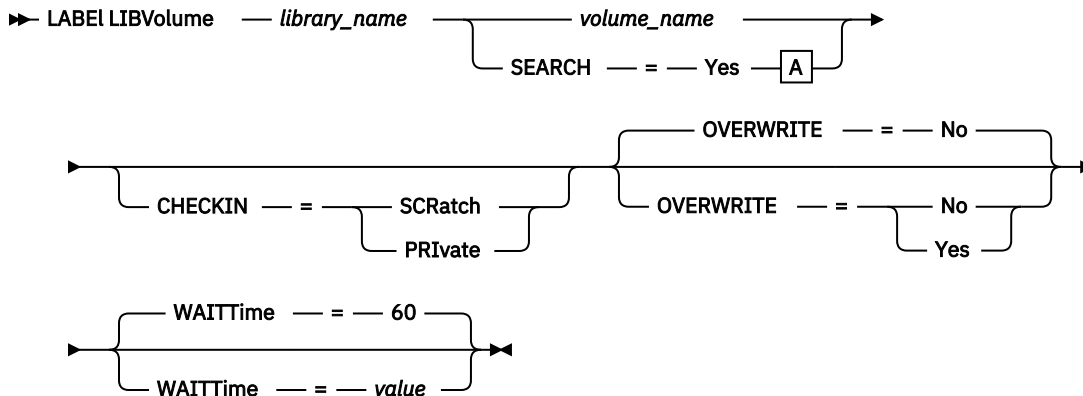 LABEl LIBVolume library_name volume_name
SEARCH = Yes A
OVERWRITE = No
CHECKIN = SCRatch OVERWRITE = No
PRIvate Yes
WAITTime = 60
WAITTime = value